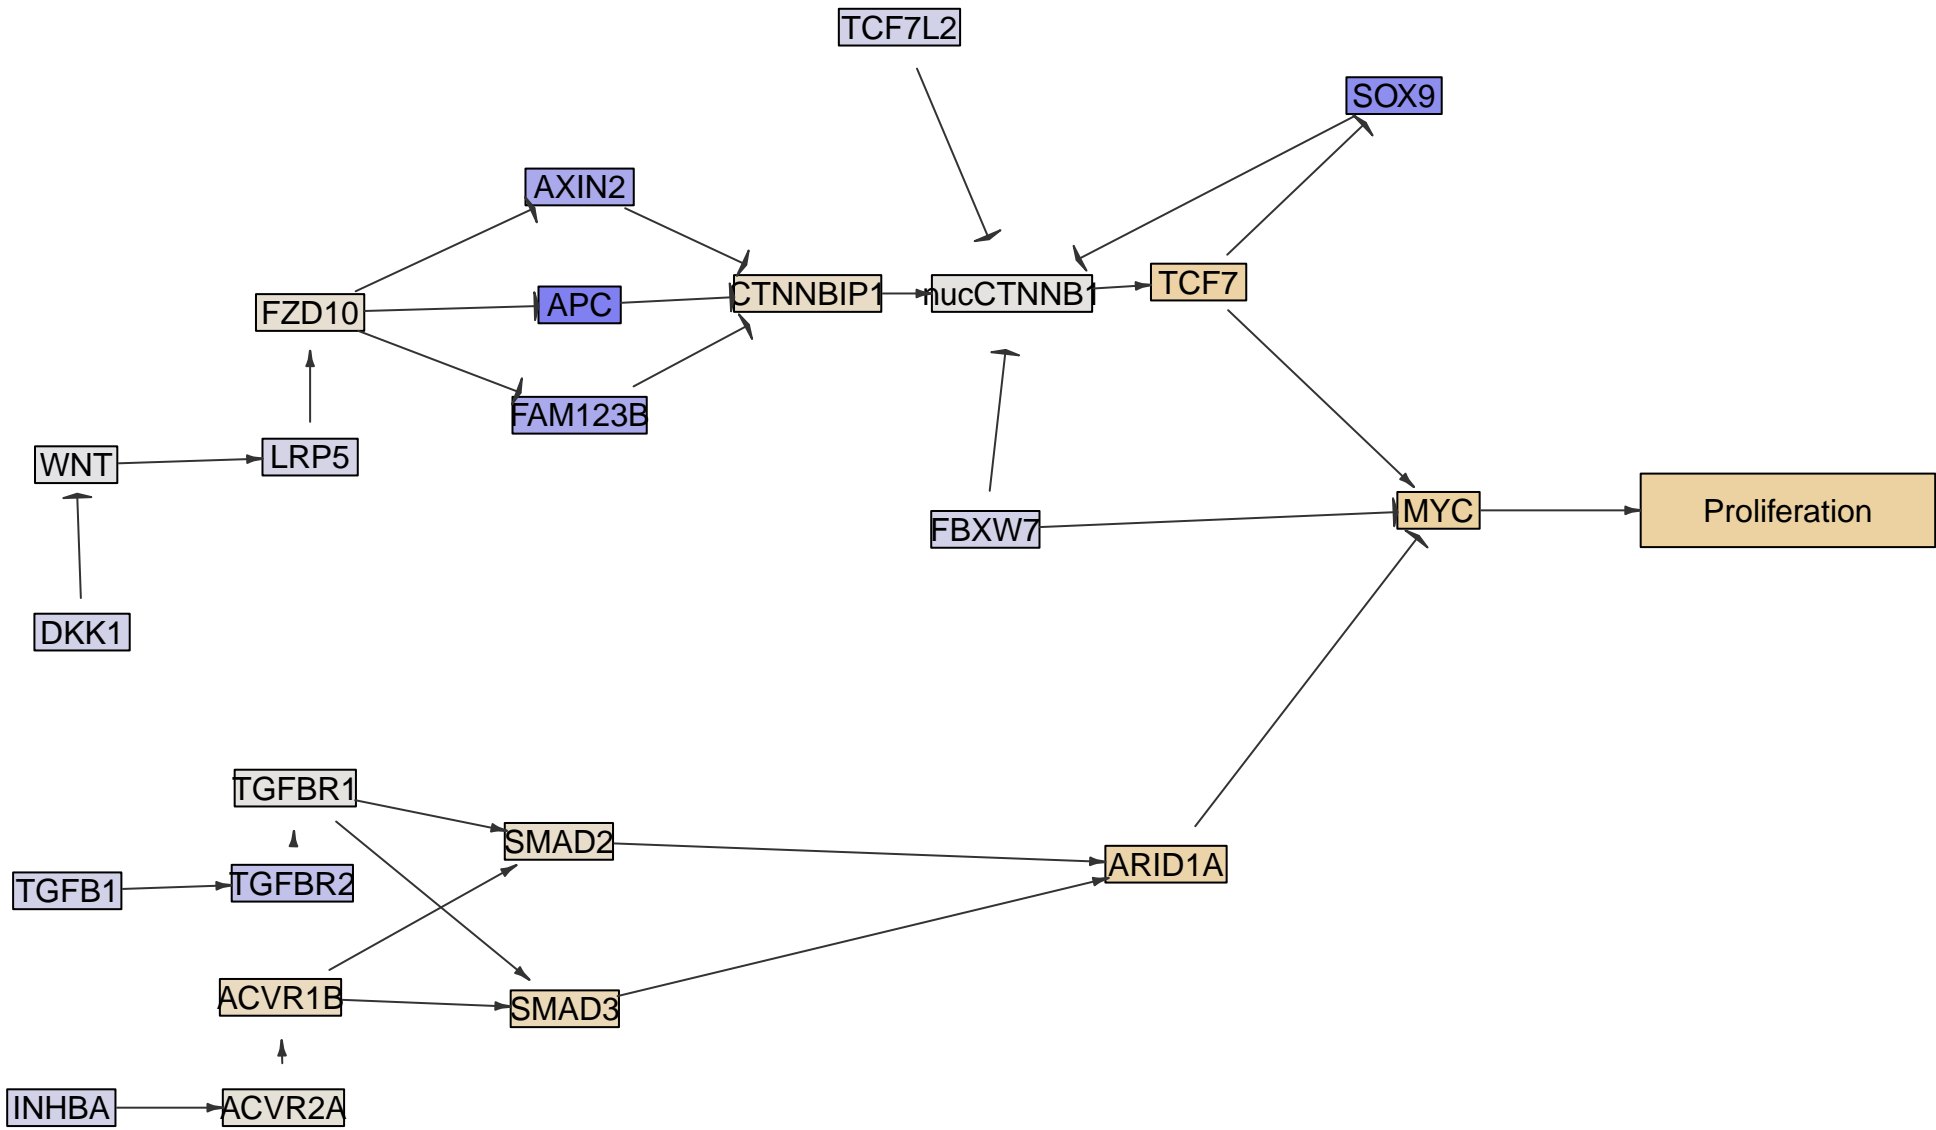 TCF7L2
SOX9
AXIN2
FZD10
APC
CTNNBIP1
nucCTNNB1
TCF7
FAM123B
WNT
LRP5
FBXW7
MYC
Proliferation
DKK1
TGFBR1
SMAD2
ARID1A
TGFB1
TGFBR2
ACVR1B
SMAD3
INHBA
ACVR2A